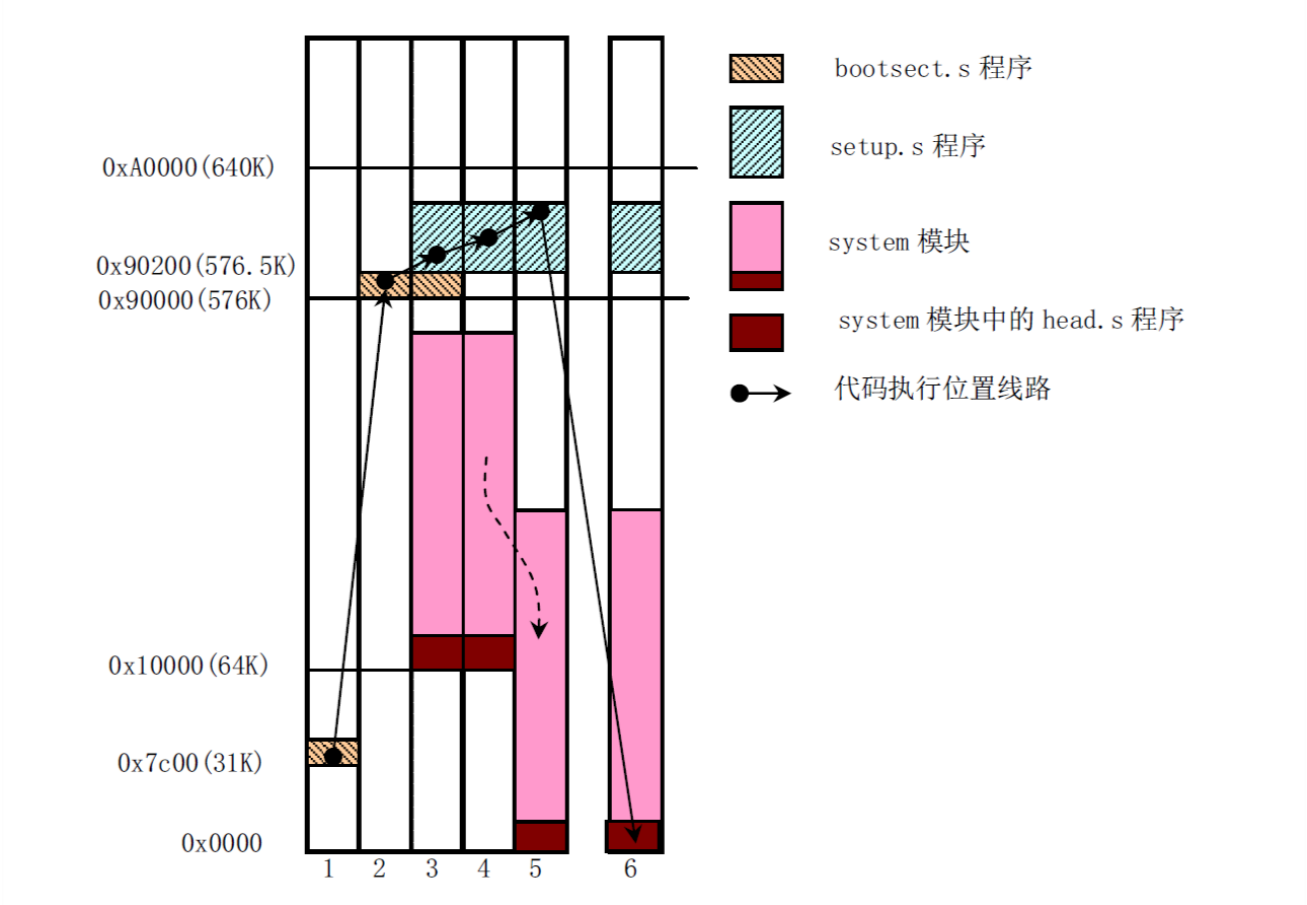 bootsect.s 程序
setup.s 程序
system 模块
system 模块中的 head.s 程序
代码执行位置线路
0xA0000(640K)
0x90200(576.5K)
0x90000(576K)
0x10000(64K)
0x7c00(31K)
0x0000
1 2 3 4 5 6